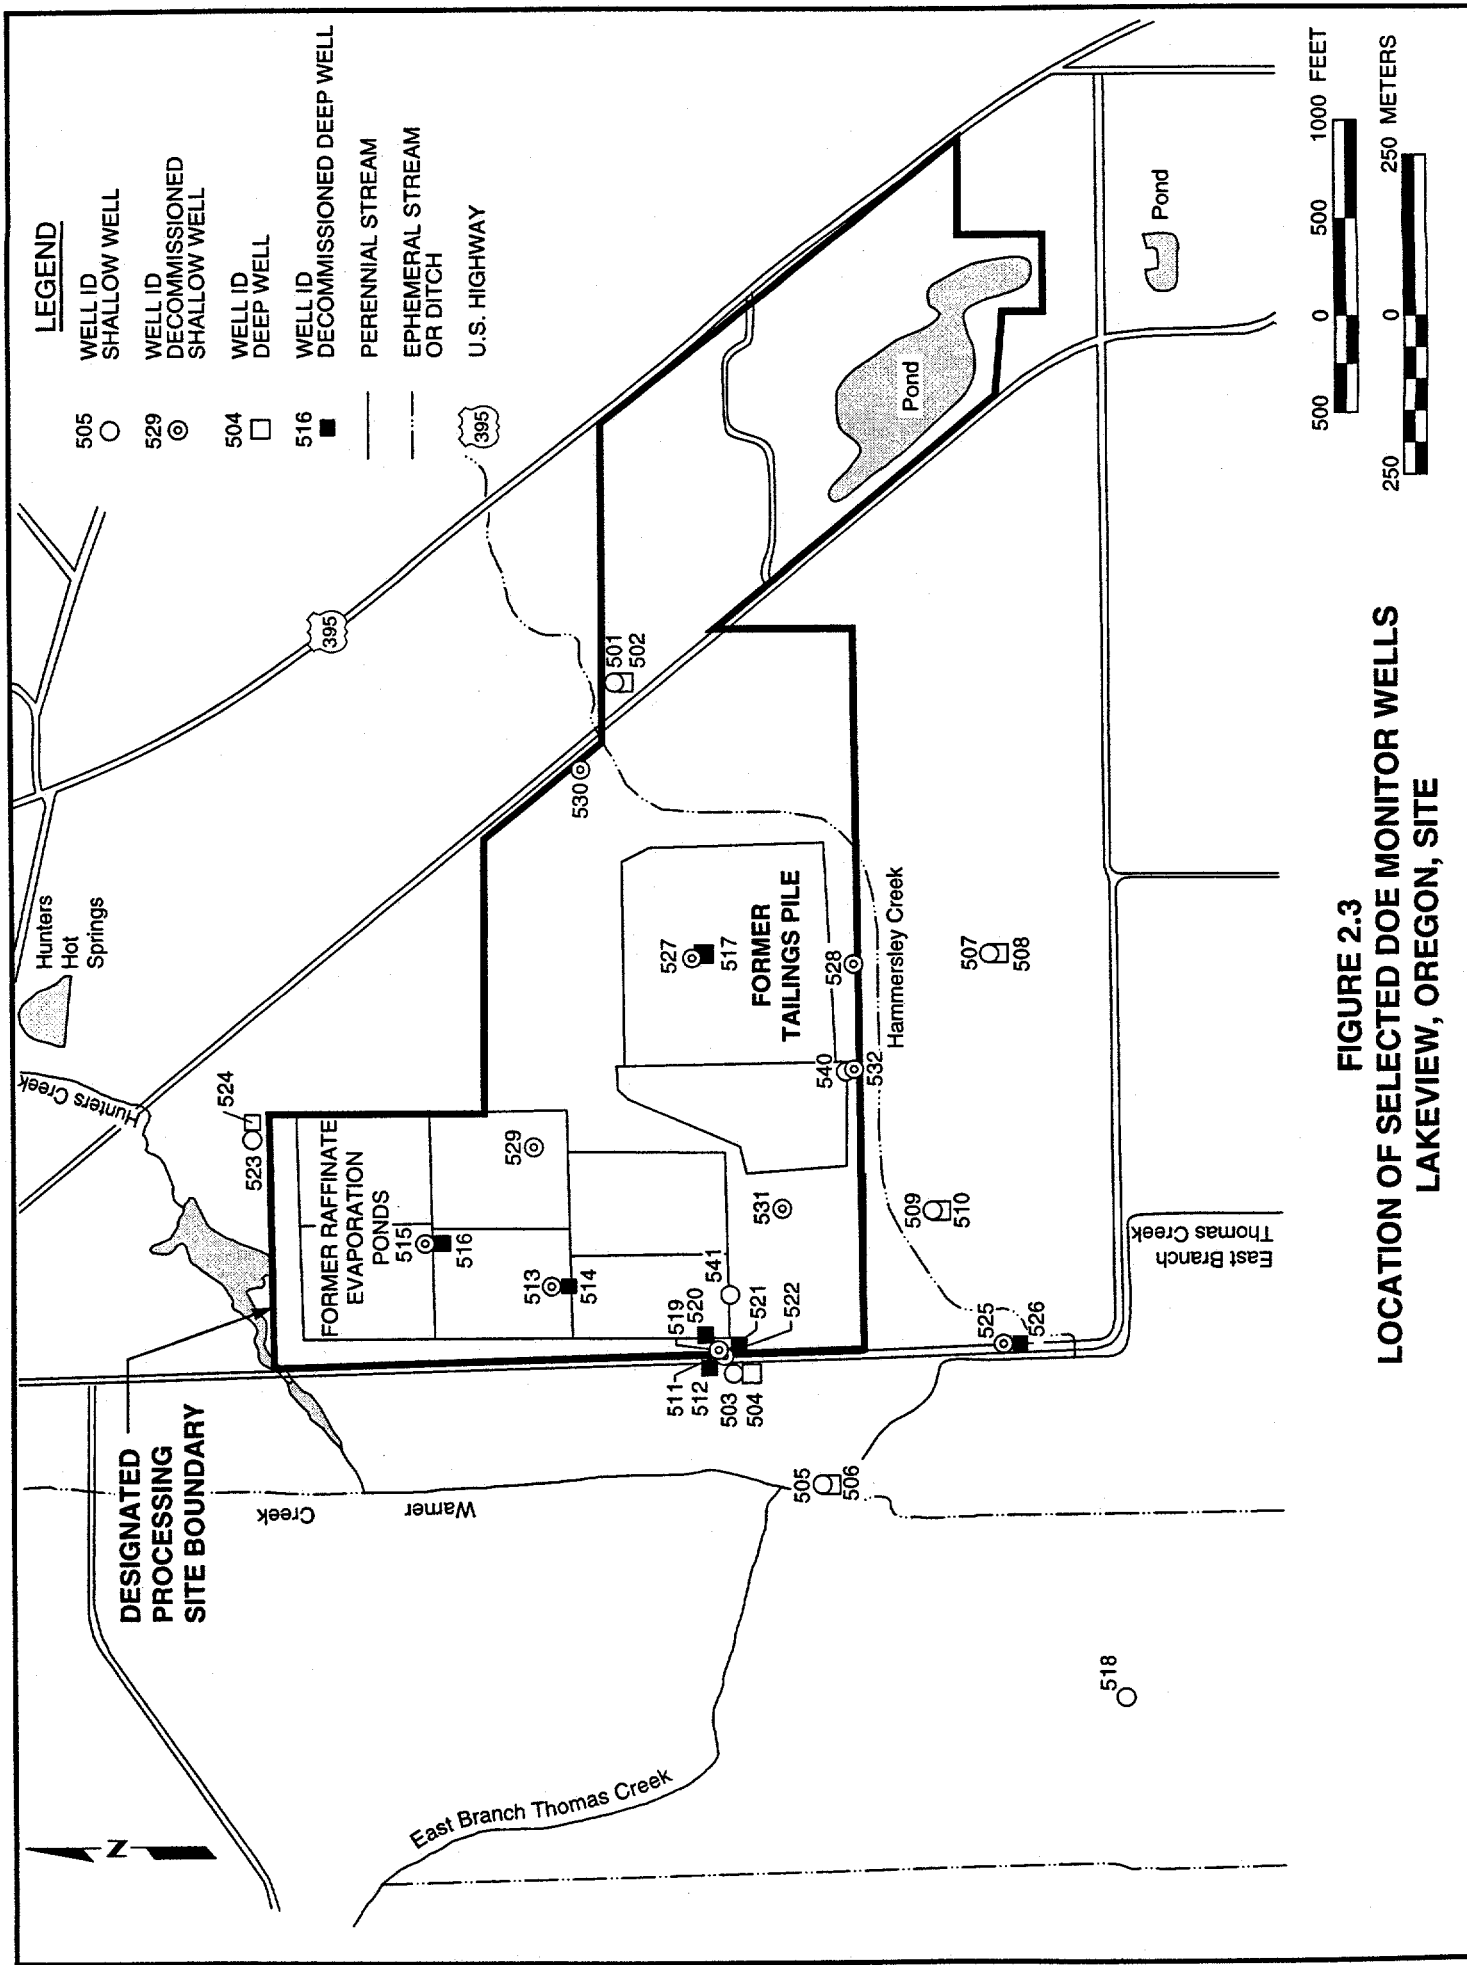 LEGEND
505
WELL ID
SHALLOW WELL
529
WELL ID
DECOMMISSIONED
SHALLOW WELL
504
WELL ID
DEEP WELL
516
WELL ID
DECOMMISSIONED DEEP WELL
PERENNIAL STREAM
EPHEMERAL STREAM
OR DITCH
395
U.S. HIGHWAY
N
DESIGNATED
PROCESSING
SITE BOUNDARY
Hunters Creek
Hunters
Hot
Springs
395
523
524
FORMER RAFFINATE
EVAPORATION
PONDS
515
516
513
514
529
530
501
502
Warner
Creek
511
512
519
520
541
521
522
503
504
531
527
517
FORMER
TAILINGS PILE
540
532
528
Hammersley Creek
505
506
509
510
507
508
525
526
East Branch Thomas Creek
East Branch
Thomas Creek
518
Pond
Pond
500
0
500
1000 FEET
250
0
250 METERS
FIGURE 2.3
LOCATION OF SELECTED DOE MONITOR WELLS
LAKEVIEW, OREGON, SITE